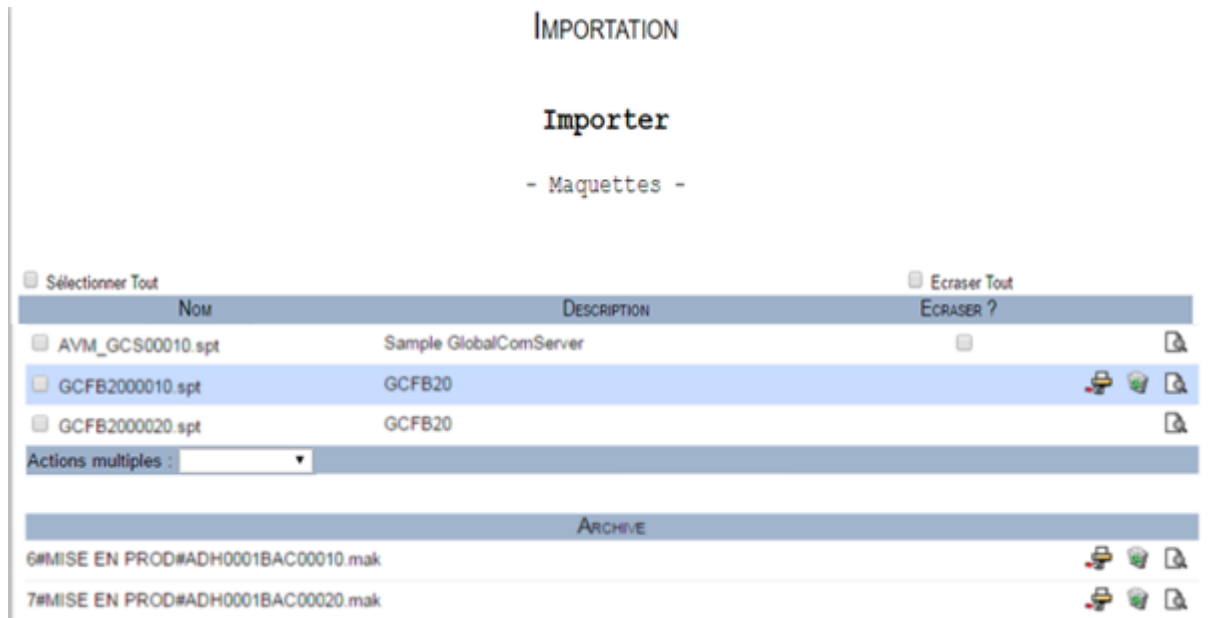 IMPORTATION
Importer
- Maquettes -
Sélectionner Tout Ecraser Tout
NOM DESCRIPTION ECRASER ?
AVM_GCS00010.spt Sample GlobalComServer
GCFB2000010.spt GCFB20
GCFB2000020.spt GCFB20
Actions multiples :
ARCHIVE
6#MISE EN PROD#ADH0001BAC00010.mak
7#MISE EN PROD#ADH0001BAC00020.mak